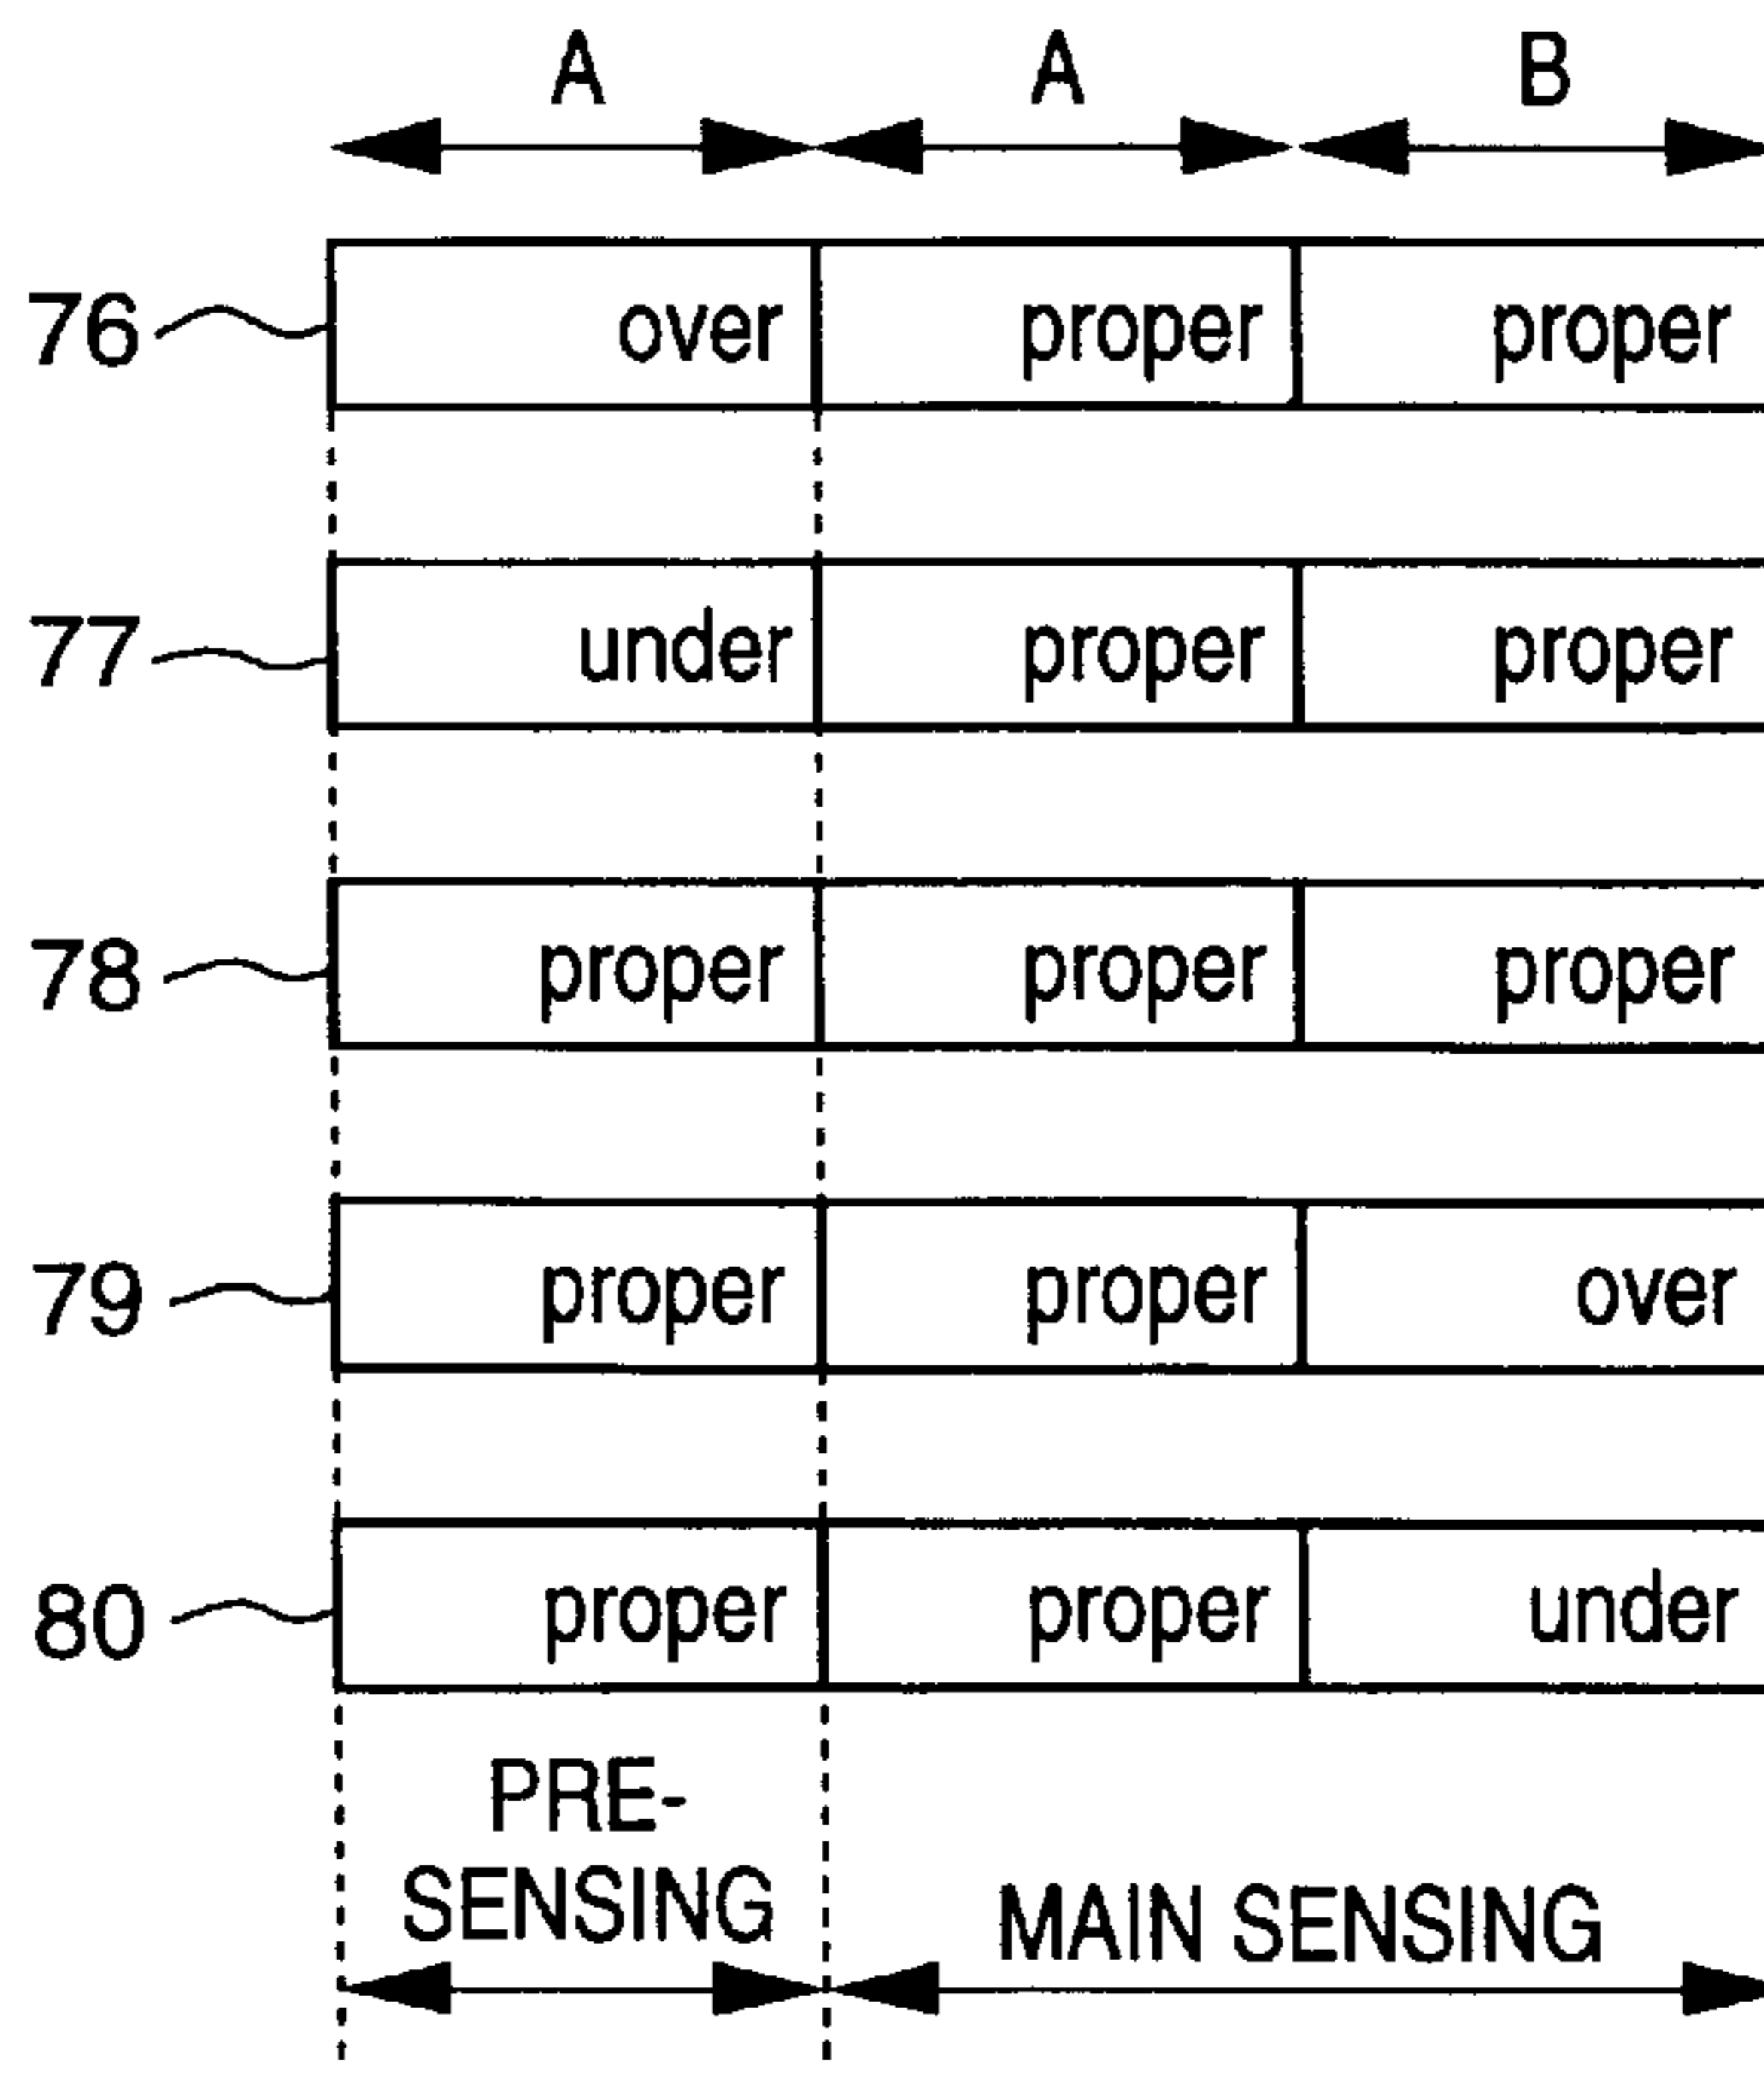 A A B
76 over proper proper
77 under proper proper
78 proper proper proper
79 proper proper over
80 proper proper under
PRE-
SENSING
MAIN SENSING